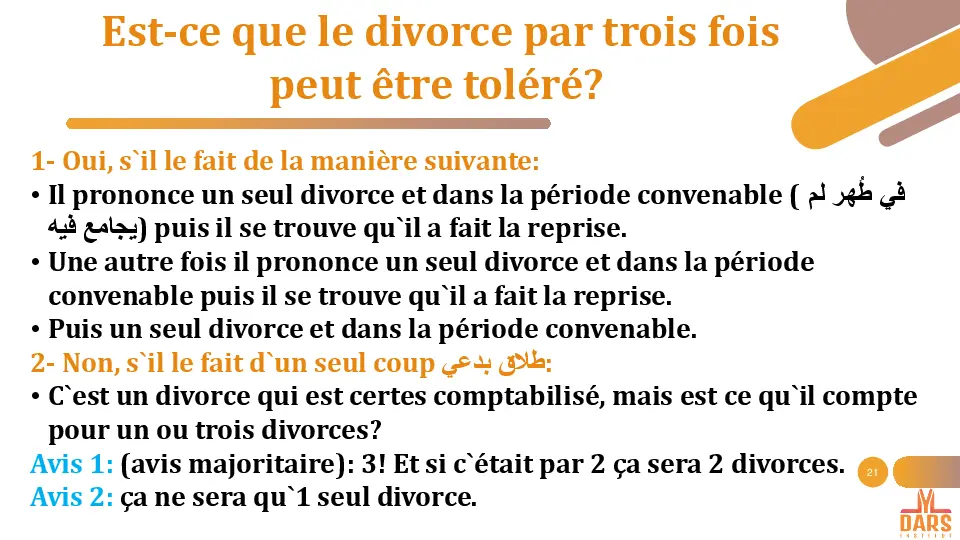 Est-ce que le divorce par trois fois
peut être toléré?
1- Oui, s`il le fait de la manière suivante:
• Il prononce un seul divorce et dans la période convenable ( في طُهر لم
يجامع فيه) puis il se trouve qu`il a fait la reprise.
• Une autre fois il prononce un seul divorce et dans la période
convenable puis il se trouve qu`il a fait la reprise.
• Puis un seul divorce et dans la période convenable.
2- Non, s`il le fait d`un seul coup طلاق بدعي:
• C`est un divorce qui est certes comptabilisé, mais est ce qu`il compte
pour un ou trois divorces?
Avis 1: (avis majoritaire): 3! Et si c`était par 2 ça sera 2 divorces.
21
Avis 2: ça ne sera qu`1 seul divorce.
DARS
INSTITUT